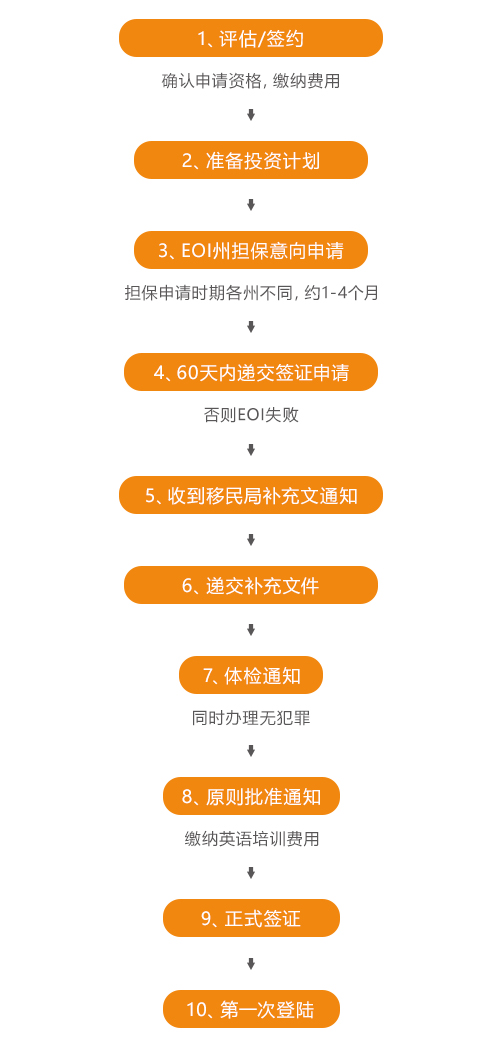 1、评估/签约
确认申请资格, 缴纳费用
2、准备投资计划
3、EOI州担保意向申请
担保申请时期各州不同, 约1-4个月
4、60天内递交签证申请
否则EOI失败
5、收到移民局补充文通知
6、递交补充文件
7、体检通知
同时办理无犯罪
8、原则批准通知
缴纳英语培训费用
9、正式签证
10、第一次登陆